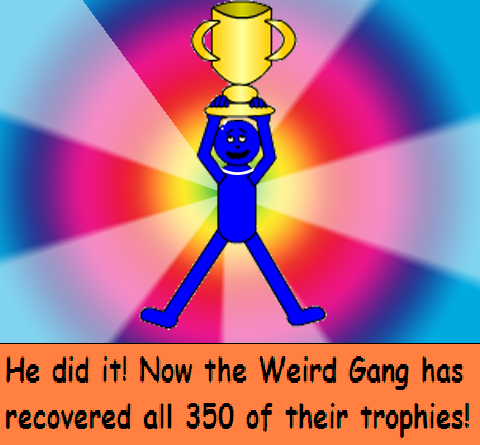 He did it! Now the Weird Gang has
recovered all 350 of their trophies!